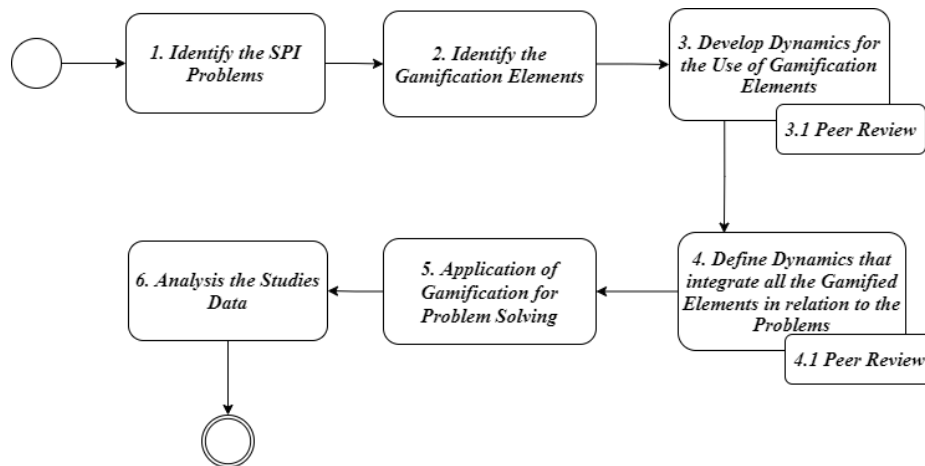 1. Identify the SPI
Problems
2. Identify the
Gamification Elements
3. Develop Dynamics for
the Use of Gamification
Elements
3.1 Peer Review
4. Define Dynamics that
integrate all the Gamified
Elements in relation to the
Problems
4.1 Peer Review
5. Application of
Gamification for
Problem Solving
6. Analysis the Studies
Data